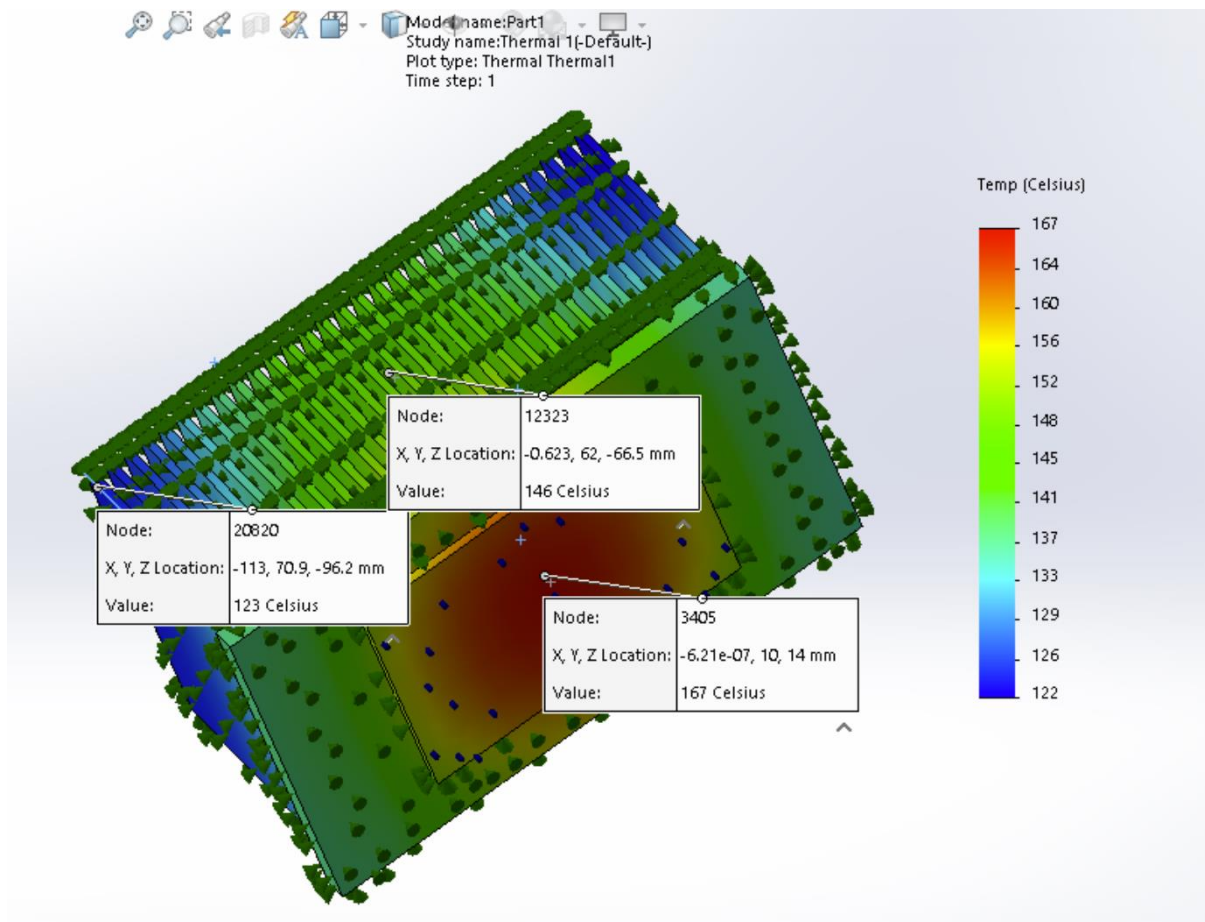 Model name:Part1
Study name:Thermal 1(-Default-)
Plot type: Thermal Thermal1
Time step: 1
Temp (Celsius)
167
164
160
156
152
148
145
141
137
133
129
126
122
Node: 12323
X, Y, Z Location: -0.623, 62, -66.5 mm
Value: 146 Celsius
Node: 20820
X, Y, Z Location: -113, 70.9, -96.2 mm
Value: 123 Celsius
Node: 3405
X, Y, Z Location: -6.21e-07, 10, 14 mm
Value: 167 Celsius